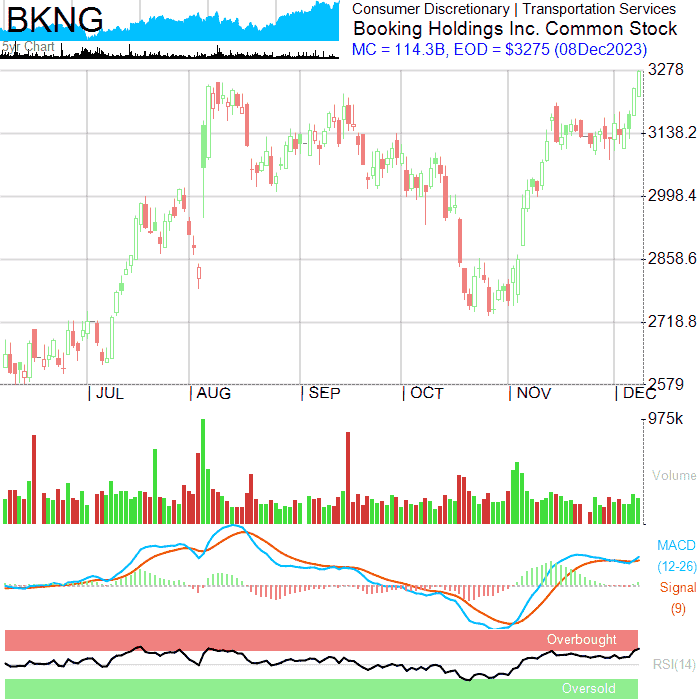 BKNG
5yr Chart
Consumer Discretionary | Transportation Services
Booking Holdings Inc. Common Stock
MC = 114.3B, EOD = $3275 (08Dec2023)
3278
3138.2
2998.4
2858.6
2718.8
2579
| JUL | AUG | SEP | OCT | NOV | DEC
975k
Volume
MACD
(12-26)
Signal
(9)
Overbought
RSI(14)
Oversold